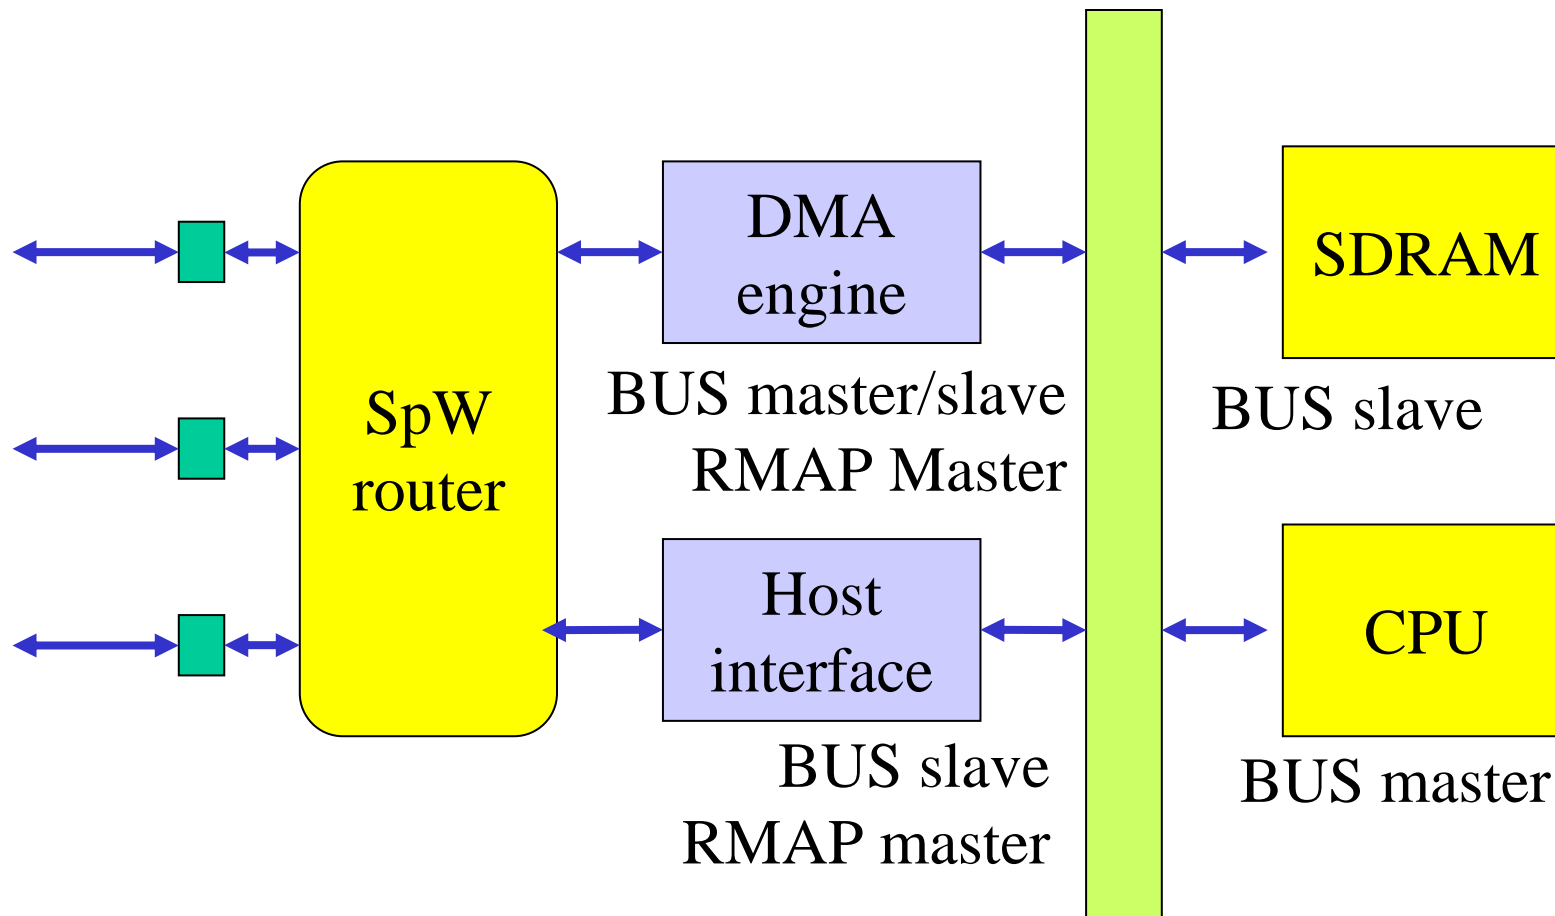 SpW
router
DMA
engine
BUS master/slave
RMAP Master
Host
interface
BUS slave
RMAP master
SDRAM
BUS slave
CPU
BUS master